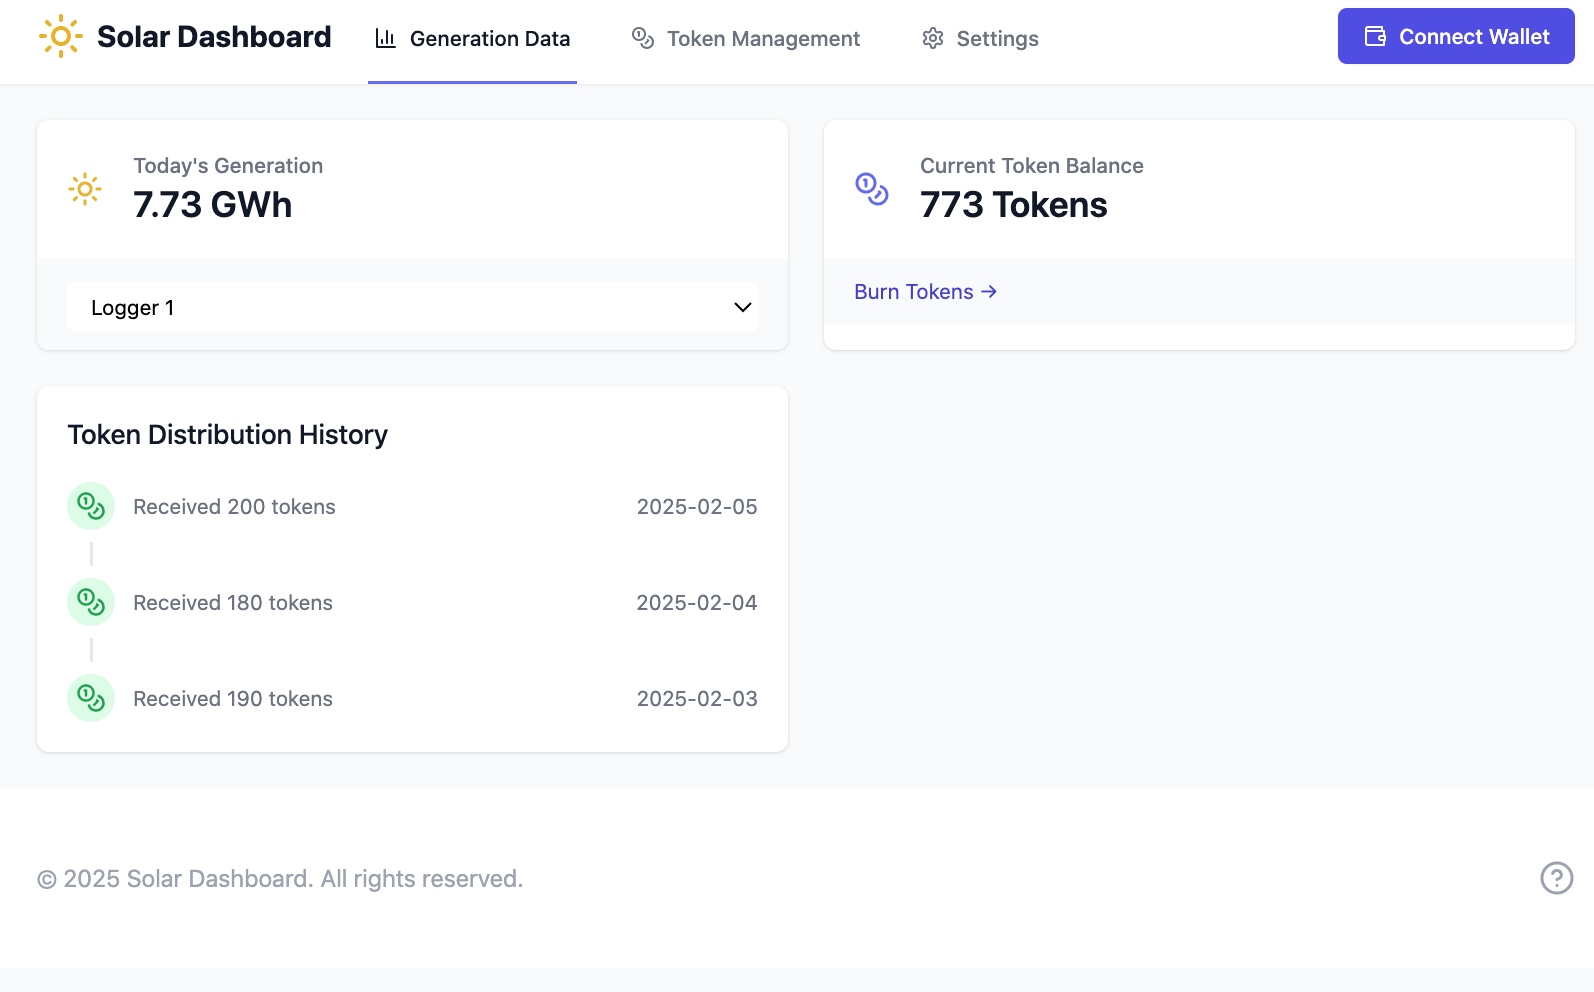 Solar Dashboard
Generation Data
Token Management
Settings
Connect Wallet
Today's Generation
7.73 GWh
Logger 1
Current Token Balance
773 Tokens
Burn Tokens →
Token Distribution History
Received 200 tokens 2025-02-05
Received 180 tokens 2025-02-04
Received 190 tokens 2025-02-03
© 2025 Solar Dashboard. All rights reserved.